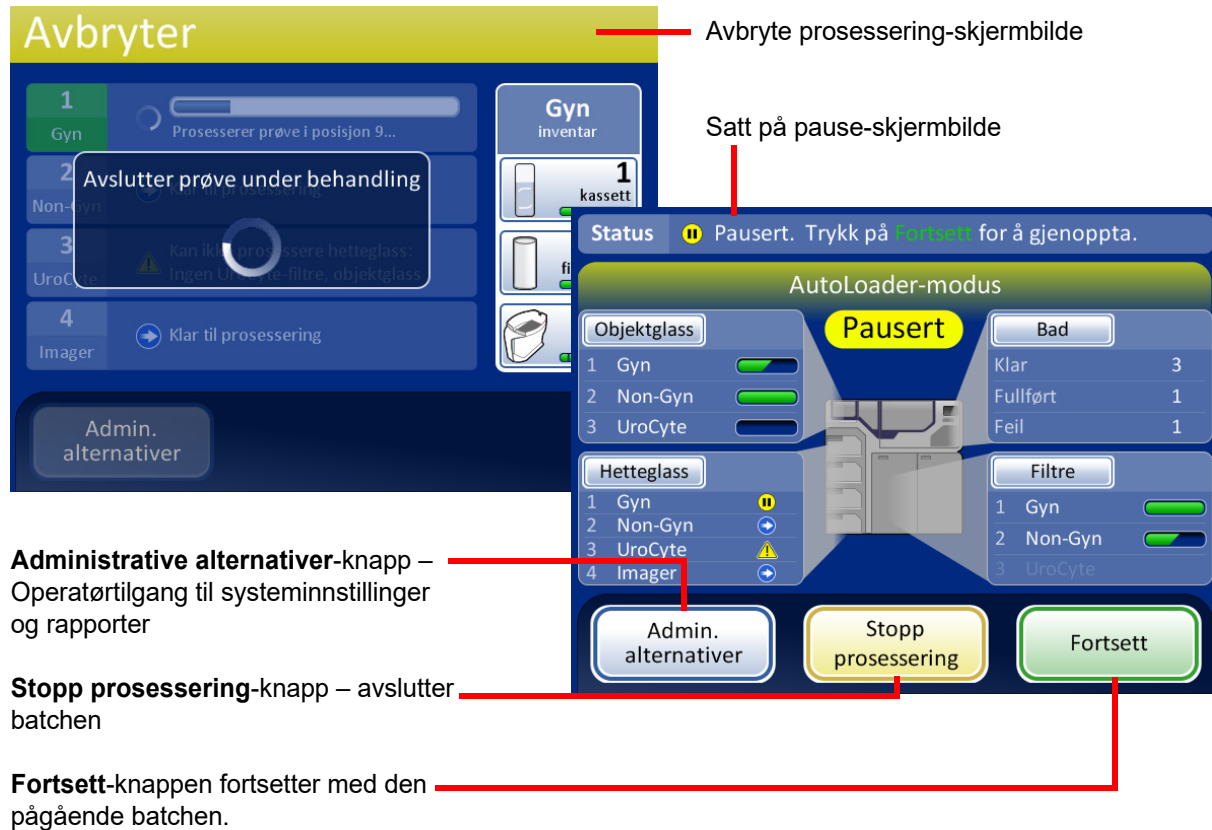 Avbryter
Avbryte prosessering-skjermbilde
1
Gyn
Prosesserer prøve i posisjon 9...
2
Non-Gyn
Klar til prosessering
Avslutter prøve under behandling
3
UroCyte
Kan ikke prosessere hetteglass:
Ingen UroCyte-filtre, objektglass
4
Imager
Klar til prosessering
Gyn
inventar
1
kassett
fi
Admin.
alternativer
Satt på pause-skjermbilde
Status Pausert. Trykk på Fortsett for å gjenoppta.
AutoLoader-modus
Pausert
Objektglass
1 Gyn
2 Non-Gyn
3 UroCyte
Bad
Klar 3
Fullført 1
Feil 1
Hetteglass
1 Gyn
2 Non-Gyn
3 UroCyte
4 Imager
Filtre
1 Gyn
2 Non-Gyn
3 UroCyte
Admin.
alternativer
Stopp
prosessering
Fortsett
Administrative alternativer-knapp –
Operatørtilgang til systeminnstillinger
og rapporter
Stopp prosessering-knapp – avslutter
batchen
Fortsett-knappen fortsetter med den
pågående batchen.